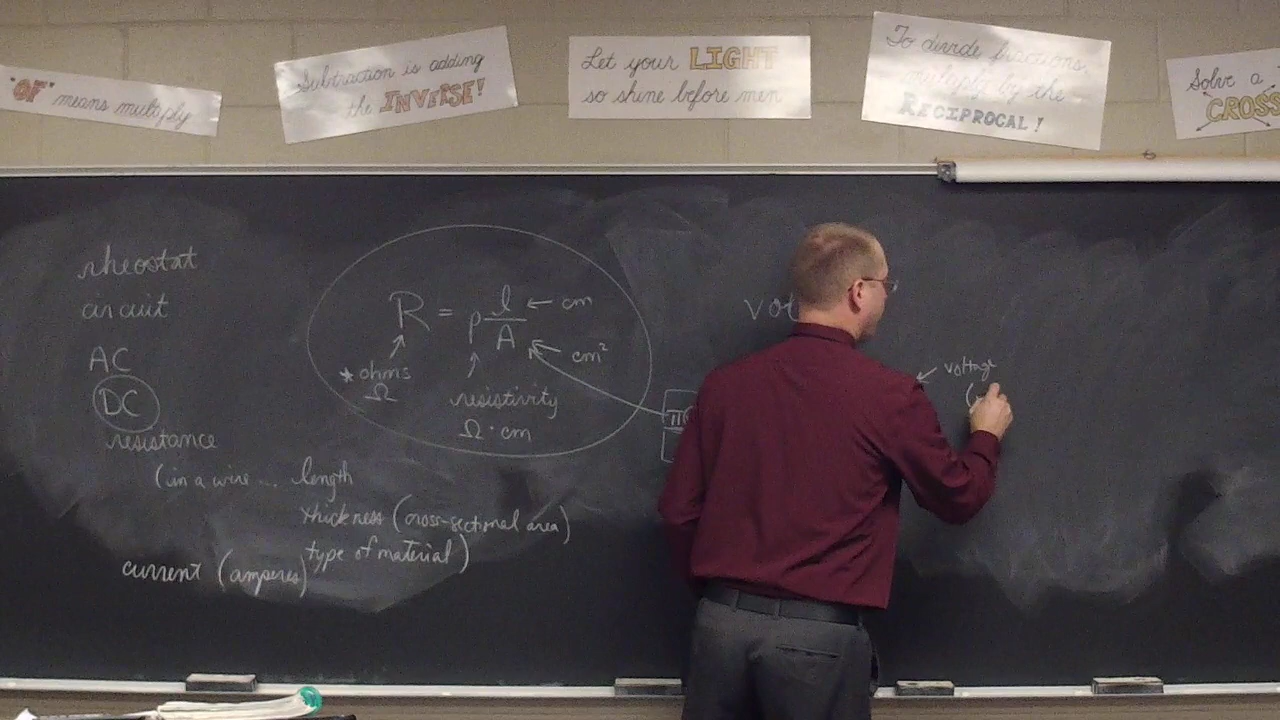 "OF" means multiply
Subtraction is adding
the INVERSE!
Let your LIGHT
so shine before men
To divide fractions,
multiply by the
RECIPROCAL!
Solve a
CROSS
rheostat
circuit
AC
DC
resistance
(in a wire... length
thickness (cross-sectional area)
type of material)
current (amperes)
R = ρ l/A ← cm
cm²
* ohms
Ω
resistivity
Ω · cm
← voltage
(